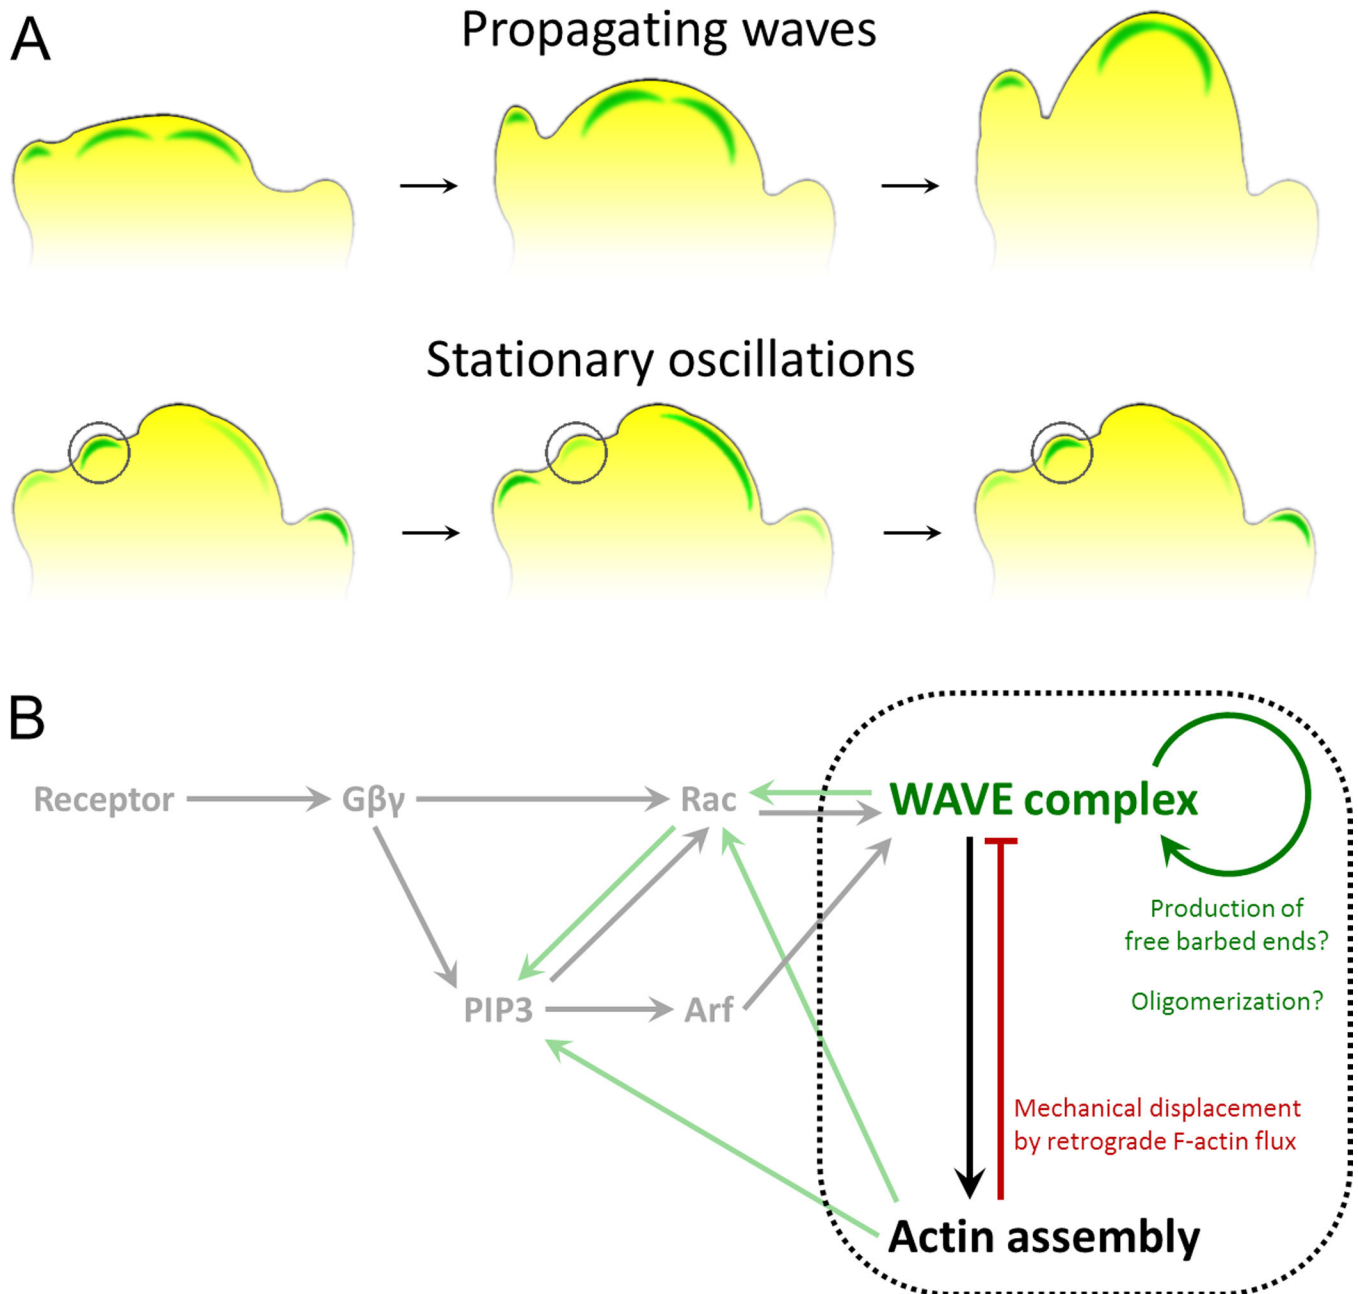 A
Propagating waves
Stationary oscillations
B
Receptor
Gβγ
Rac
WAVE complex
Production of
free barbed ends?
Oligomerization?
PIP3
Arf
Mechanical displacement
by retrograde F-actin flux
Actin assembly